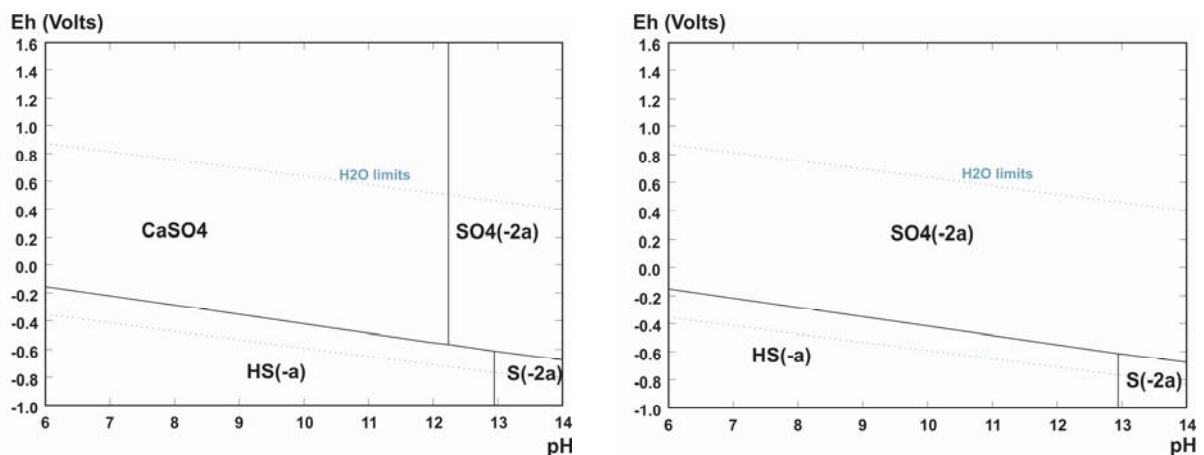 Eh (Volts)
1.6
1.4
1.2
1.0
0.8
0.6
0.4
0.2
0.0
-0.2
-0.4
-0.6
-0.8
-1.0
H2O limits
CaSO4
SO4(-2a)
HS(-a)
S(-2a)
6 7 8 9 10 11 12 13 14
pH
Eh (Volts)
1.6
1.4
1.2
1.0
0.8
0.6
0.4
0.2
0.0
-0.2
-0.4
-0.6
-0.8
-1.0
H2O limits
SO4(-2a)
HS(-a)
S(-2a)
6 7 8 9 10 11 12 13 14
pH